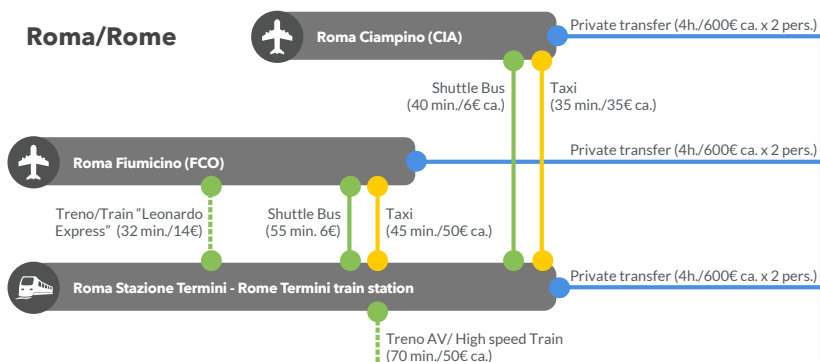 Roma/Rome
Roma Ciampino (CIA)
Private transfer (4h./600€ ca. x 2 pers.)
Shuttle Bus
(40 min./6€ ca.)
Taxi
(35 min./35€ ca.)
Roma Fiumicino (FCO)
Private transfer (4h./600€ ca. x 2 pers.)
Treno/Train “Leonardo
Express” (32 min./14€)
Shuttle Bus
(55 min. 6€)
Taxi
(45 min./50€ ca.)
Roma Stazione Termini - Rome Termini train station
Private transfer (4h./600€ ca. x 2 pers.)
Treno AV/ High speed Train
(70 min./50€ ca.)